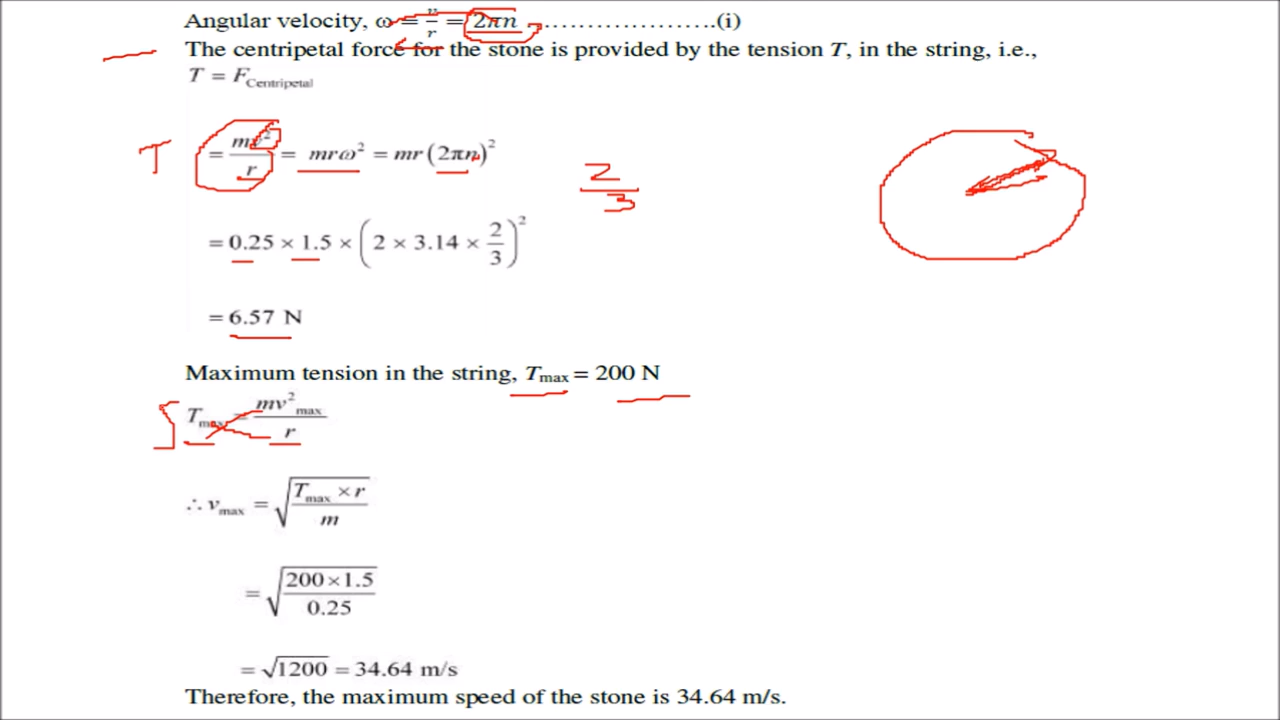 Angular velocity, ω = v/r = 2πn .......................(i)
The centripetal force for the stone is provided by the tension T, in the string, i.e.,
T = F_Centripetal
T = mv²/r = mrω² = mr(2πn)²
2/3
= 0.25 × 1.5 × (2 × 3.14 × 2/3)²
= 6.57 N
Maximum tension in the string, T_max = 200 N
T_max = mv²_max/r
∴ v_max = √(T_max × r/m)
= √(200 × 1.5/0.25)
= √1200 = 34.64 m/s
Therefore, the maximum speed of the stone is 34.64 m/s.